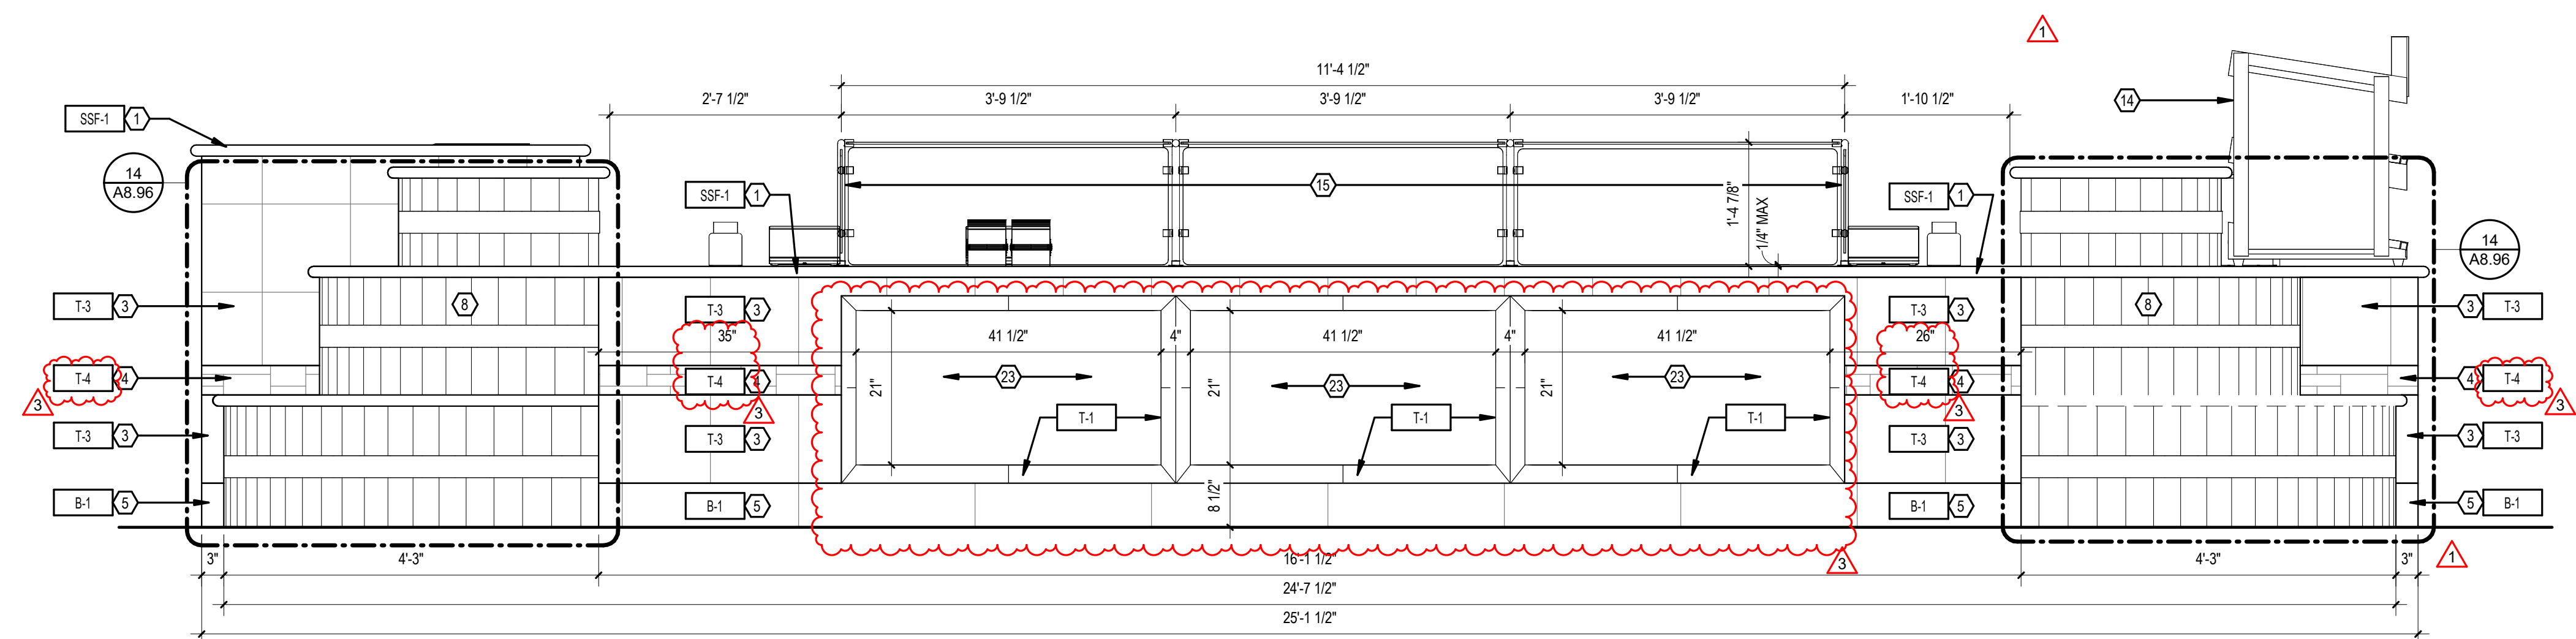 1
11'-4 1/2"
2'-7 1/2" 3'-9 1/2" 3'-9 1/2" 3'-9 1/2" 1'-10 1/2"
14
SSF-1 1
14
A8.96
15
SSF-1 1
1'-4 7/8"
1/4" MAX
SSF-1 1
14
A8.96
T-3 3
8
T-3 3
T-3 3
8
3 T-3
35" 41 1/2" 4" 41 1/2" 4" 41 1/2" 26"
T-4 4
3
T-4 4
3
21" 23
21" 23
21" 23
T-4 4
3
4 T-4
3
T-1
T-1
T-1
T-3 3
T-3 3
T-3 3
3 T-3
B-1 5
B-1 5
8 1/2"
B-1 5
5 B-1
3
1
3" 4'-3" 16'-1 1/2" 4'-3" 3"
24'-7 1/2"
25'-1 1/2"